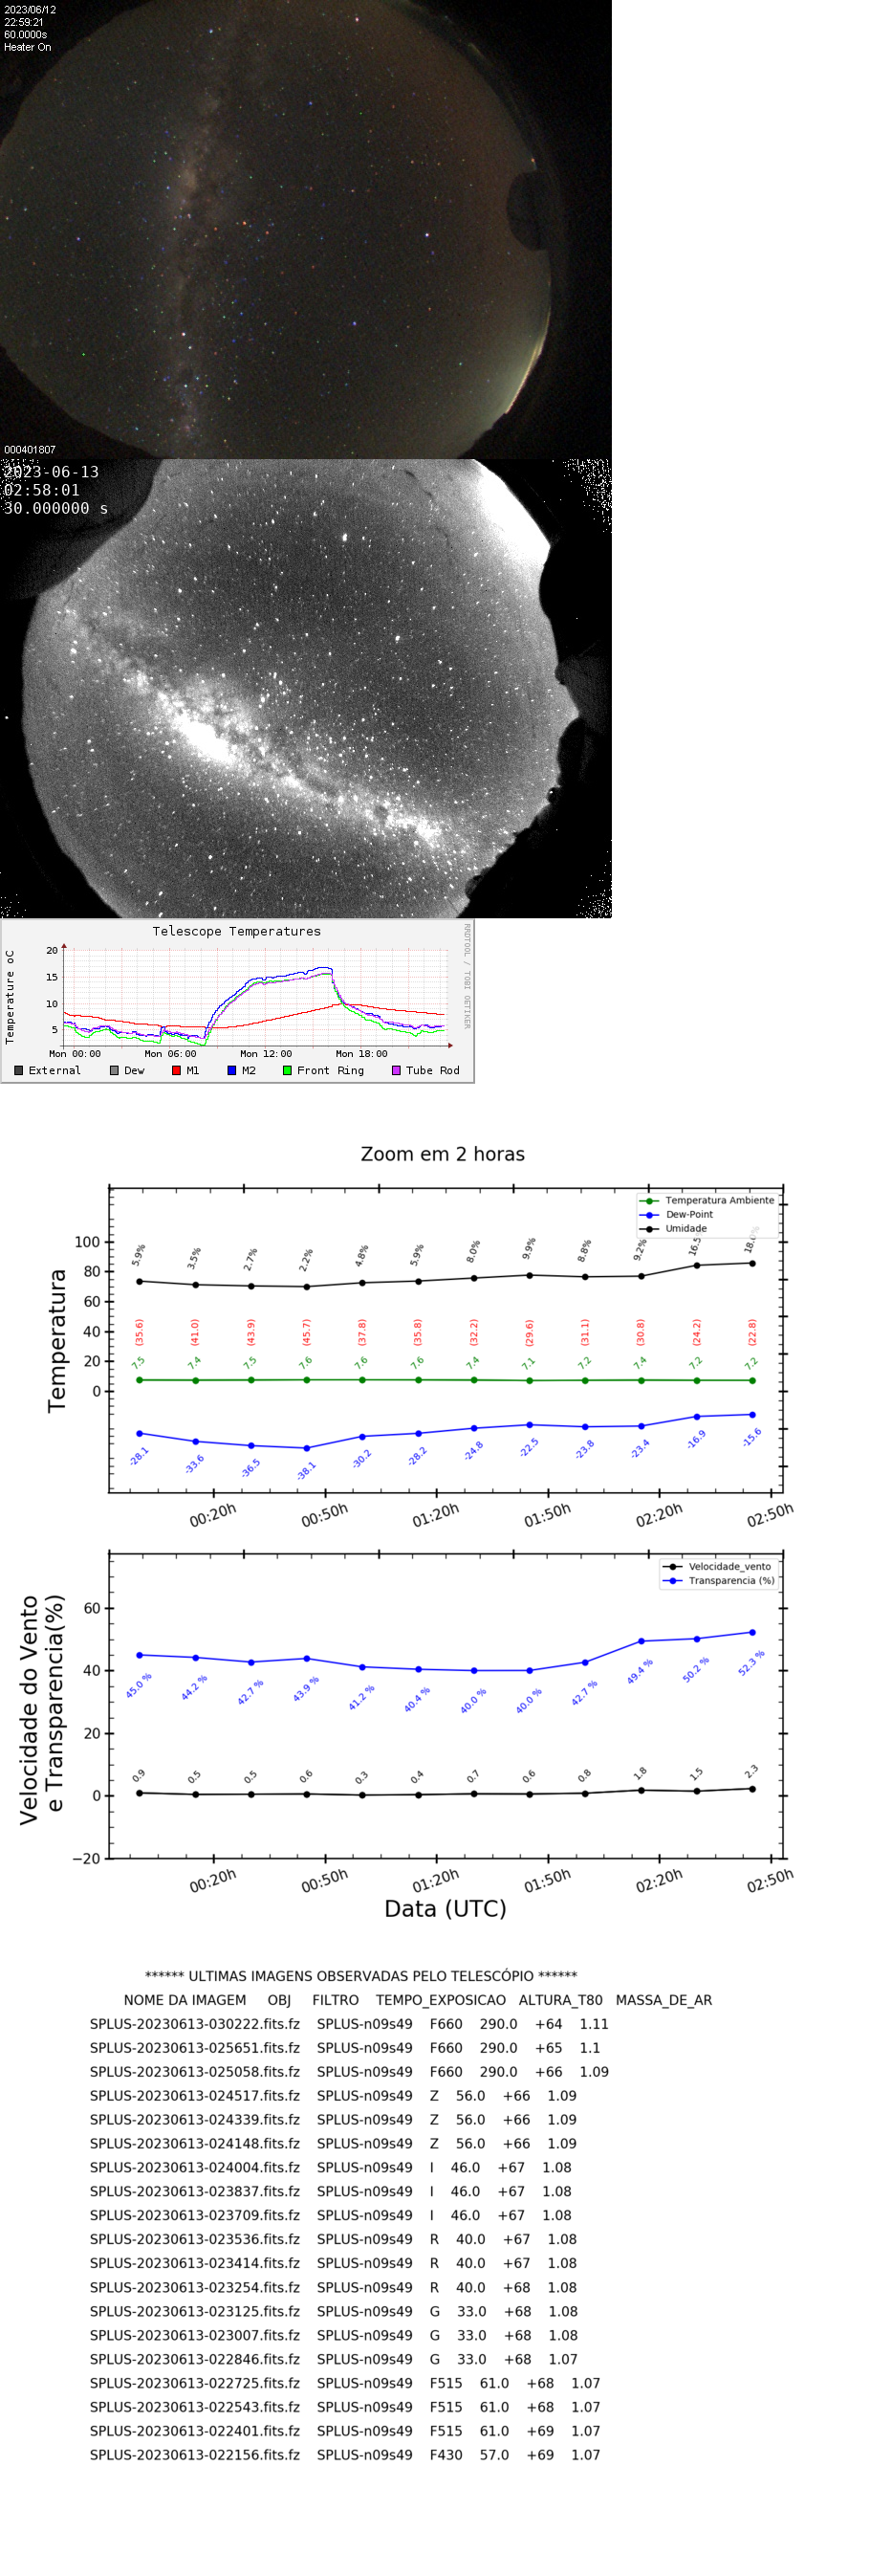 2023/06/12
22:59:21
60.0000s
Heater On
000401807
2023-06-13
02:58:01
30.000000 s
Telescope Temperatures
RRDTOOL / TOBI OETIKER
Temperature oC
20
15
10
5
Mon 00:00 Mon 06:00 Mon 12:00 Mon 18:00
External Dew M1 M2 Front Ring Tube Rod
Zoom em 2 horas
Temperatura Ambiente
Dew-Point
Umidade
Temperatura
100
80
60
40
20
0
5.9% 3.5% 2.7% 2.2% 4.8% 5.9% 8.0% 9.9% 8.8% 9.2% 16.5
(35.6) (41.0) (43.9) (45.7) (37.8) (35.8) (32.2) (29.6) (31.1) (30.8) (24.2) (22.8)
7.5 7.4 7.5 7.6 7.6 7.6 7.4 7.1 7.2 7.4 7.2 7.2
-28.1 -33.6 -36.5 -38.1 -30.2 -28.2 -24.8 -22.5 -23.8 -23.4 -16.9 -15.6
00:20h 00:50h 01:20h 01:50h 02:20h 02:50h
Velocidade_vento
Transparencia (%)
Velocidade do Vento
e Transparencia(%)
60
40
20
0
−20
45.0 % 44.2 % 42.7 % 43.9 % 41.2 % 40.4 % 40.0 % 40.0 % 42.7 % 49.4 % 50.2 % 52.3 %
0.9 0.5 0.5 0.6 0.3 0.4 0.7 0.6 0.8 1.8 1.5 2.3
00:20h 00:50h 01:20h 01:50h 02:20h 02:50h
Data (UTC)
****** ULTIMAS IMAGENS OBSERVADAS PELO TELESCÓPIO ******
NOME DA IMAGEM OBJ FILTRO TEMPO_EXPOSICAO ALTURA_T80 MASSA_DE_AR
SPLUS-20230613-030222.fits.fz SPLUS-n09s49 F660 290.0 +64 1.11
SPLUS-20230613-025651.fits.fz SPLUS-n09s49 F660 290.0 +65 1.1
SPLUS-20230613-025058.fits.fz SPLUS-n09s49 F660 290.0 +66 1.09
SPLUS-20230613-024517.fits.fz SPLUS-n09s49 Z 56.0 +66 1.09
SPLUS-20230613-024339.fits.fz SPLUS-n09s49 Z 56.0 +66 1.09
SPLUS-20230613-024148.fits.fz SPLUS-n09s49 Z 56.0 +66 1.09
SPLUS-20230613-024004.fits.fz SPLUS-n09s49 I 46.0 +67 1.08
SPLUS-20230613-023837.fits.fz SPLUS-n09s49 I 46.0 +67 1.08
SPLUS-20230613-023709.fits.fz SPLUS-n09s49 I 46.0 +67 1.08
SPLUS-20230613-023536.fits.fz SPLUS-n09s49 R 40.0 +67 1.08
SPLUS-20230613-023414.fits.fz SPLUS-n09s49 R 40.0 +67 1.08
SPLUS-20230613-023254.fits.fz SPLUS-n09s49 R 40.0 +68 1.08
SPLUS-20230613-023125.fits.fz SPLUS-n09s49 G 33.0 +68 1.08
SPLUS-20230613-023007.fits.fz SPLUS-n09s49 G 33.0 +68 1.08
SPLUS-20230613-022846.fits.fz SPLUS-n09s49 G 33.0 +68 1.07
SPLUS-20230613-022725.fits.fz SPLUS-n09s49 F515 61.0 +68 1.07
SPLUS-20230613-022543.fits.fz SPLUS-n09s49 F515 61.0 +68 1.07
SPLUS-20230613-022401.fits.fz SPLUS-n09s49 F515 61.0 +69 1.07
SPLUS-20230613-022156.fits.fz SPLUS-n09s49 F430 57.0 +69 1.07